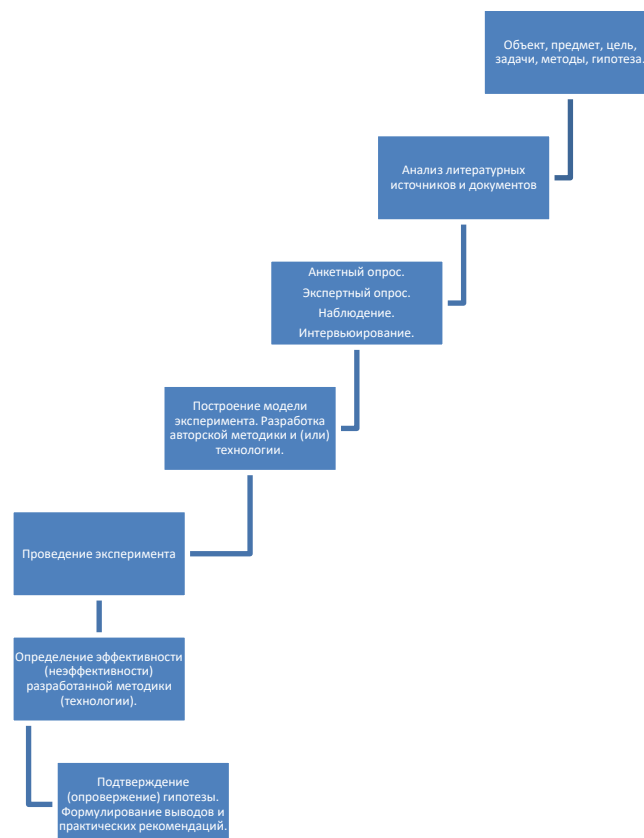 Объект, предмет, цель,
задачи, методы, гипотеза.
Анализ литературных
источников и документов
Анкетный опрос.
Экспертный опрос.
Наблюдение.
Интервьюирование.
Построение модели
эксперимента. Разработка
авторской методики и (или)
технологии.
Проведение эксперимента
Определение эффективности
(неэффективности)
разработанной методики
(технологии).
Подтверждение
(опровержение) гипотезы.
Формулирование выводов и
практических рекомендаций.